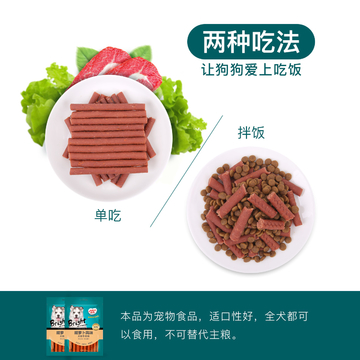 两种吃法
让狗狗爱上吃饭
拌饭
单吃
本品为宠物食品，适口性好，全犬都可
以食用，不可替代主粮。
Bright
Bright